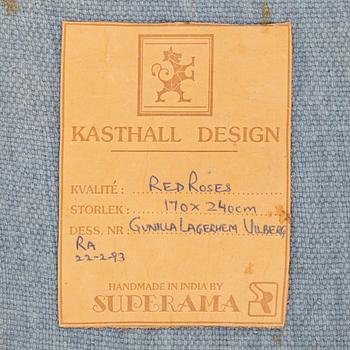 KASTHALL DESIGN
KVALITÉ: RED ROSES
STORLEK: 170 X 240cm
DESS. NR GUNILLA LAGERHEM ULLBERG
RA
22-2-93
HANDMADE IN INDIA BY
SUPERAMA